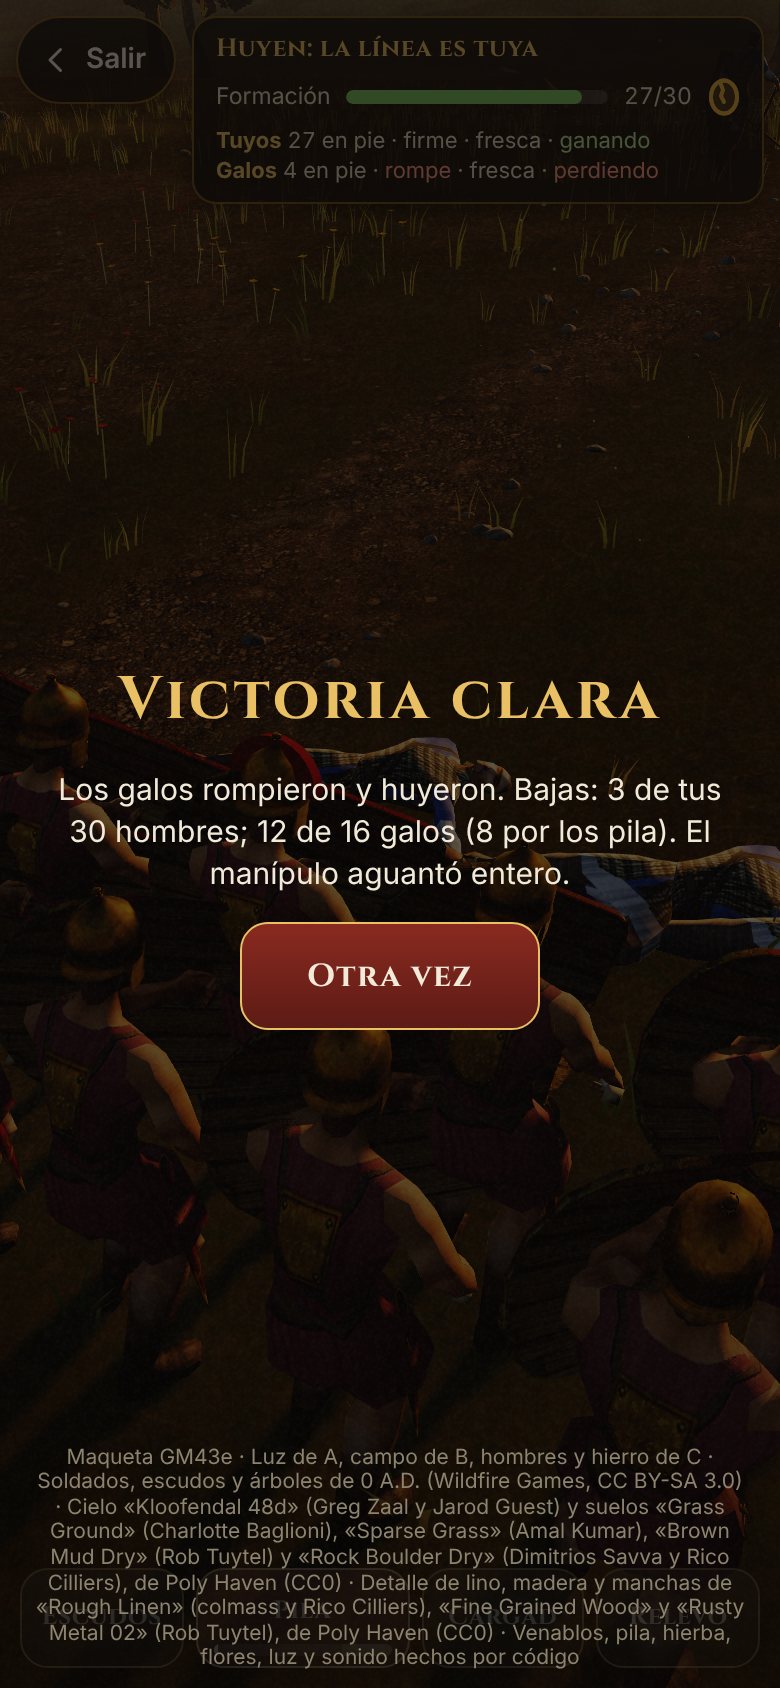 Salir
Huyen: la línea es tuya
Formación 27/30
Tuyos 27 en pie · firme · fresca · ganando
Galos 4 en pie · rompe · fresca · perdiendo
Victoria clara
Los galos rompieron y huyeron. Bajas: 3 de tus
30 hombres; 12 de 16 galos (8 por los pila). El
manípulo aguantó entero.
Otra vez
Maqueta GM43e · Luz de A, campo de B, hombres y hierro de C ·
Soldados, escudos y árboles de 0 A.D. (Wildfire Games, CC BY-SA 3.0)
· Cielo «Kloofendal 48d» (Greg Zaal y Jarod Guest) y suelos «Grass
Ground» (Charlotte Baglioni), «Sparse Grass» (Amal Kumar), «Brown
Mud Dry» (Rob Tuytel) y «Rock Boulder Dry» (Dimitrios Savva y Rico
Cilliers), de Poly Haven (CC0) · Detalle de lino, madera y manchas de
«Rough Linen» (colmass y Rico Cilliers), «Fine Grained Wood» y «Rusty
Metal 02» (Rob Tuytel), de Poly Haven (CC0) · Venablos, pila, hierba,
flores, luz y sonido hechos por código
Escudos Pila Cargad Relevo